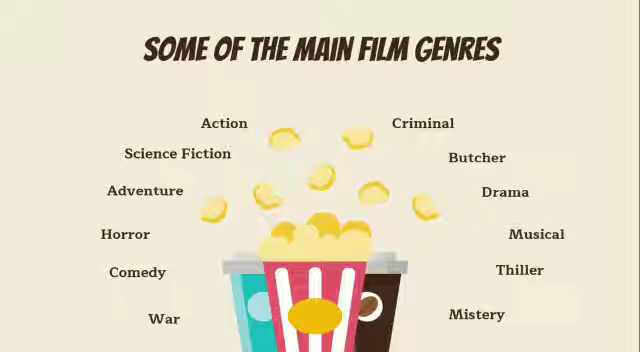 SOME OF THE MAIN FILM GENRES
Action
Criminal
Science Fiction
Butcher
Adventure
Drama
Horror
Musical
Comedy
Thiller
War
Mistery